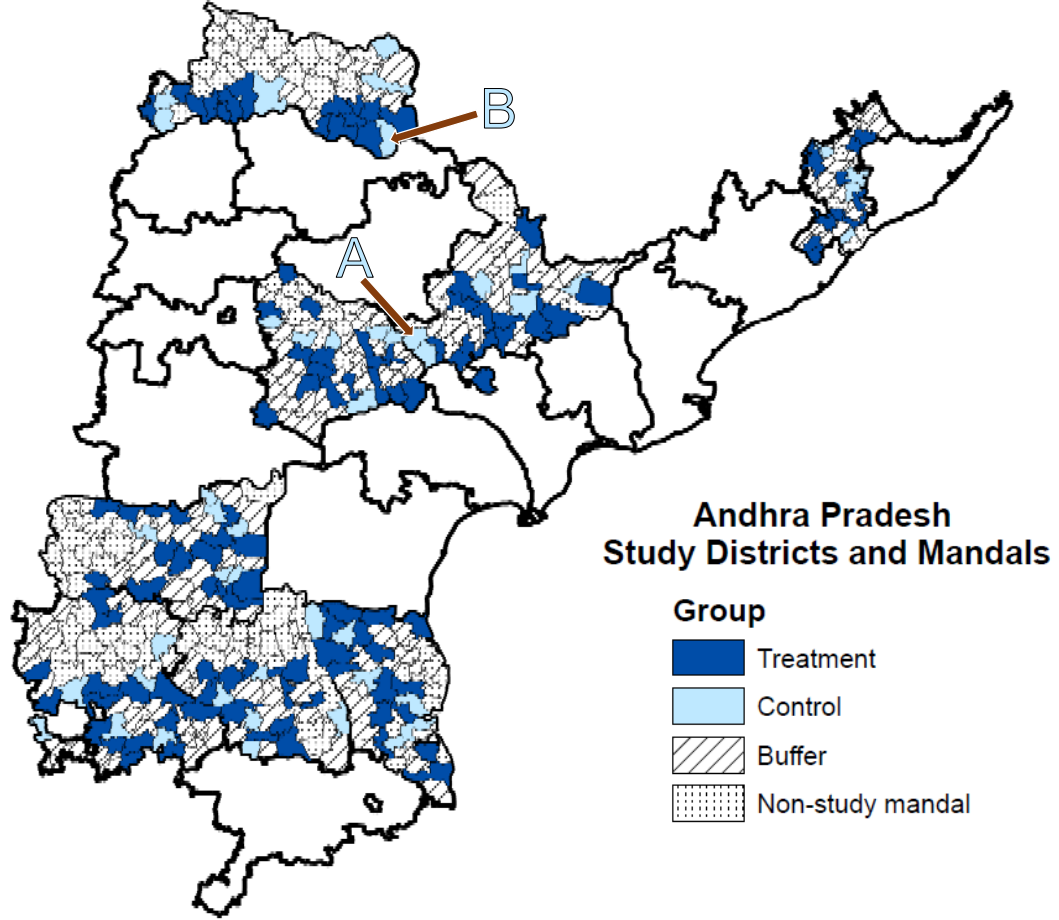 B
A
Andhra Pradesh
Study Districts and Mandals
Group
Treatment
Control
Buffer
Non-study mandal